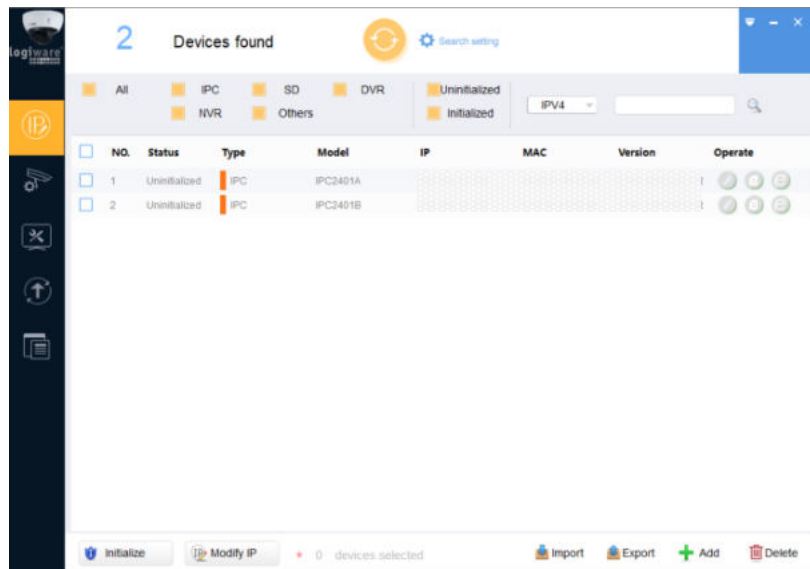 logiware
2 Devices found
Search setting
All IPC SD DVR Uninitialized
NVR Others Initialized
IPV4
NO. Status Type Model IP MAC Version Operate
1 Uninitialized IPC IPC2401A
2 Uninitialized IPC IPC2401B
Initialize Modify IP * 0 devices selected Import Export Add Delete